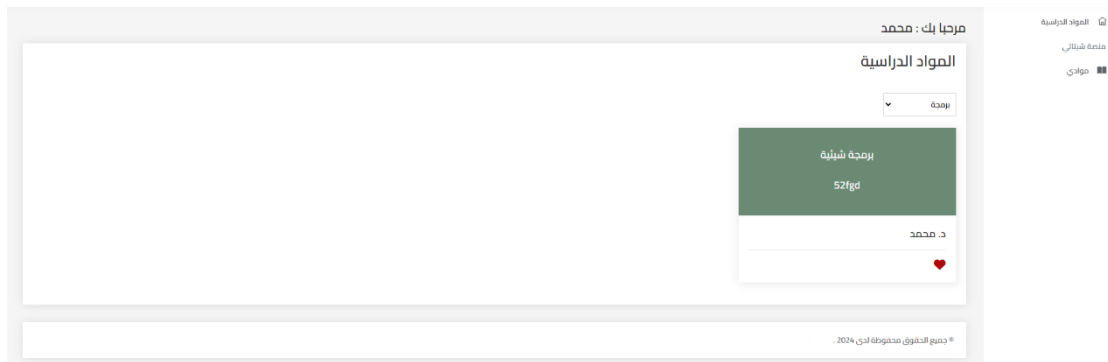 المواد الدراسية
منصة شيتاتي
موادي
مرحبا بك : محمد
المواد الدراسية
برمجة
برمجة شيئية
52fgd
د. محمد
© جميع الحقوق محفوظة لدى 2024 .